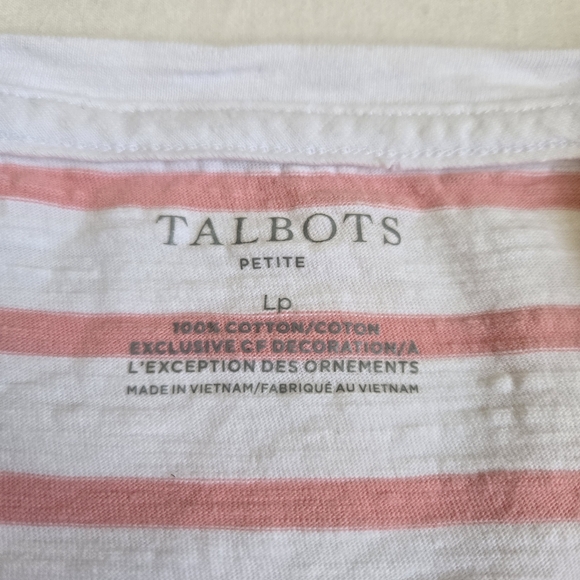 TALBOTS
PETITE
Lp
100% COTTON/COTON
EXCLUSIVE OF DECORATION/À
L'EXCEPTION DES ORNEMENTS
MADE IN VIETNAM/FABRIQUÉ AU VIETNAM